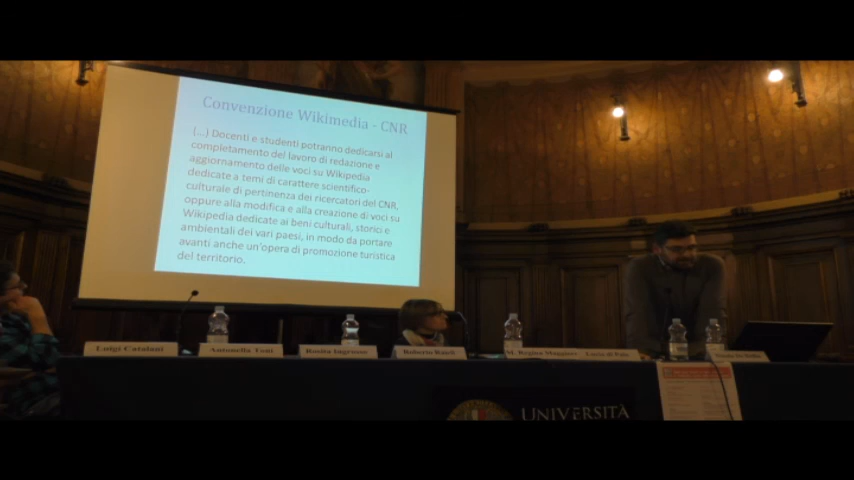 Convenzione Wikimedia - CNR
(...) Docenti e studenti potranno dedicarsi al
completamento del lavoro di redazione e
aggiornamento delle voci su Wikipedia
dedicate a temi di carattere scientifico-
culturale di pertinenza dei ricercatori del CNR,
oppure alla modifica e alla creazione di voci su
Wikipedia dedicate ai beni culturali, storici e
ambientali dei vari paesi, in modo da portare
avanti anche un'opera di promozione turistica
del territorio.
Luigi Catalani
Antonella
Rosita Ingrosso
Roberto
M. Regina
UNIVERSITÀ